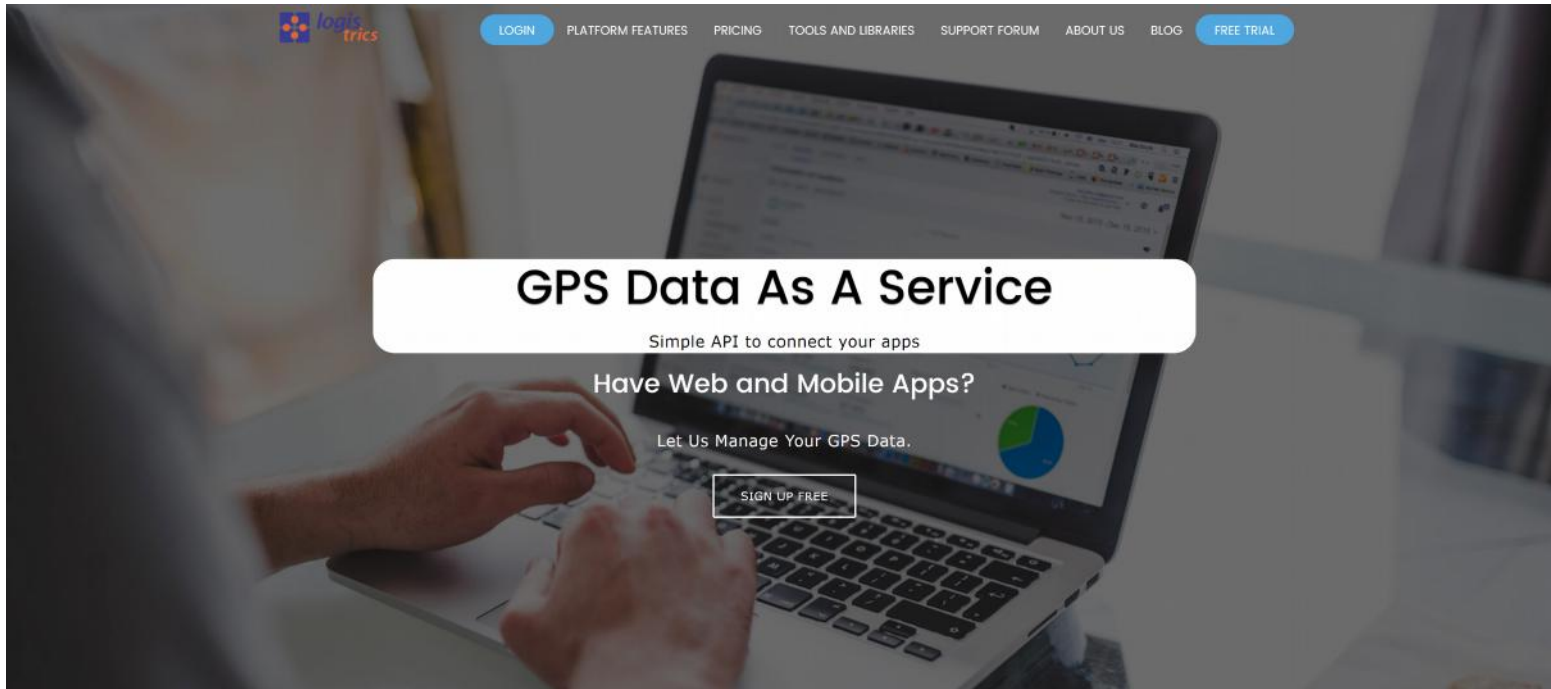 logis
trics
LOGIN PLATFORM FEATURES PRICING TOOLS AND LIBRARIES SUPPORT FORUM ABOUT US BLOG FREE TRIAL
GPS Data As A Service
Simple API to connect your apps
Have Web and Mobile Apps?
Let Us Manage Your GPS Data.
SIGN UP FREE